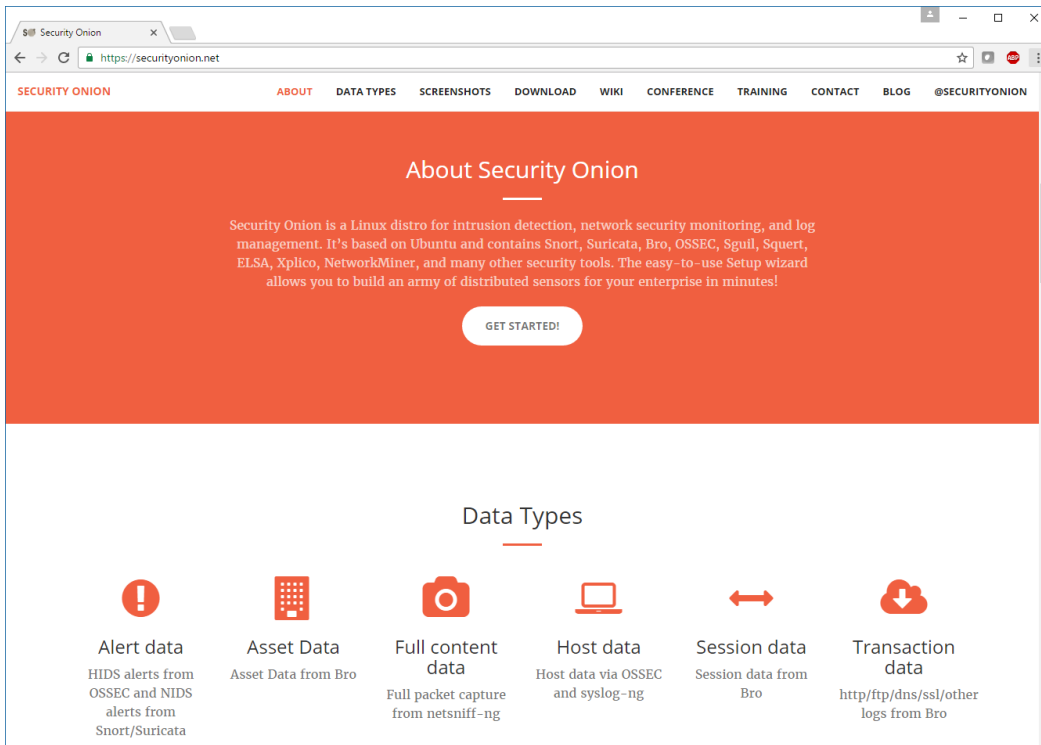 Security Onion
https://securityonion.net
ABP
SECURITY ONION ABOUT DATA TYPES SCREENSHOTS DOWNLOAD WIKI CONFERENCE TRAINING CONTACT BLOG @SECURITYONION
About Security Onion
Security Onion is a Linux distro for intrusion detection, network security monitoring, and log
management. It's based on Ubuntu and contains Snort, Suricata, Bro, OSSEC, Sguil, Squert,
ELSA, Xplico, NetworkMiner, and many other security tools. The easy-to-use Setup wizard
allows you to build an army of distributed sensors for your enterprise in minutes!
GET STARTED!
Data Types
Alert data
HIDS alerts from
OSSEC and NIDS
alerts from
Snort/Suricata
Asset Data
Asset Data from Bro
Full content
data
Full packet capture
from netsniff-ng
Host data
Host data via OSSEC
and syslog-ng
Session data
Session data from
Bro
Transaction
data
http/ftp/dns/ssl/other
logs from Bro